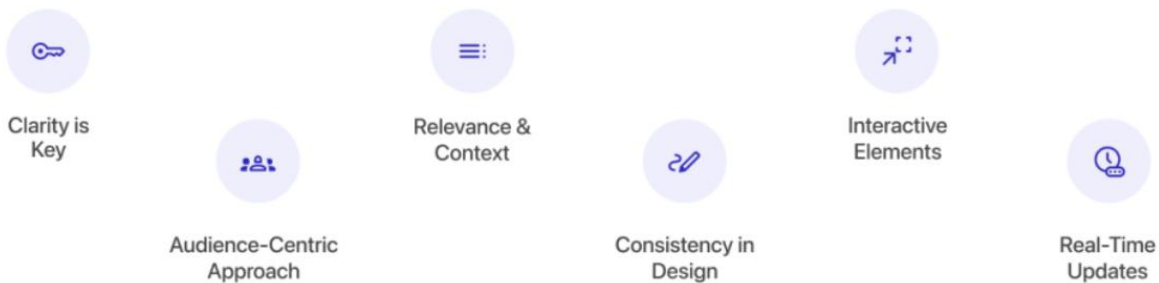 Clarity is
Key
Audience-Centric
Approach
Relevance &
Context
Consistency in
Design
Interactive
Elements
Real-Time
Updates